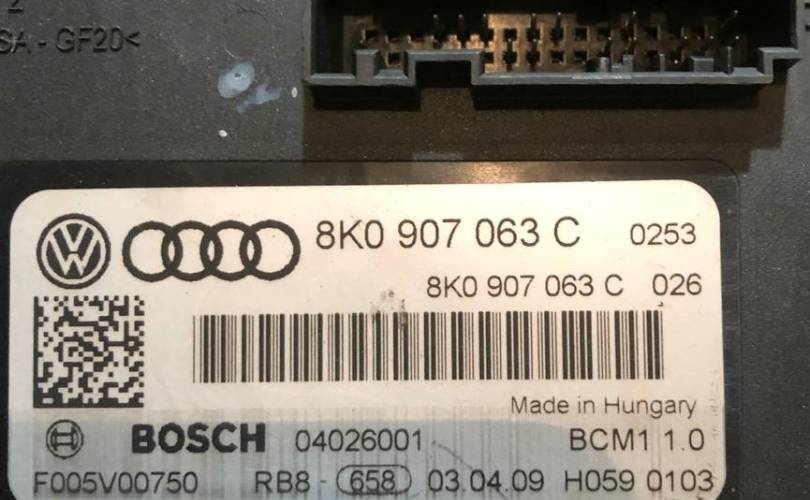 2
SA - GF20<
8K0 907 063 C 0253
8K0 907 063 C 026
Made in Hungary
BOSCH 04026001 BCM1 1.0
F005V00750 RB8 - 658 03.04.09 H059 0103